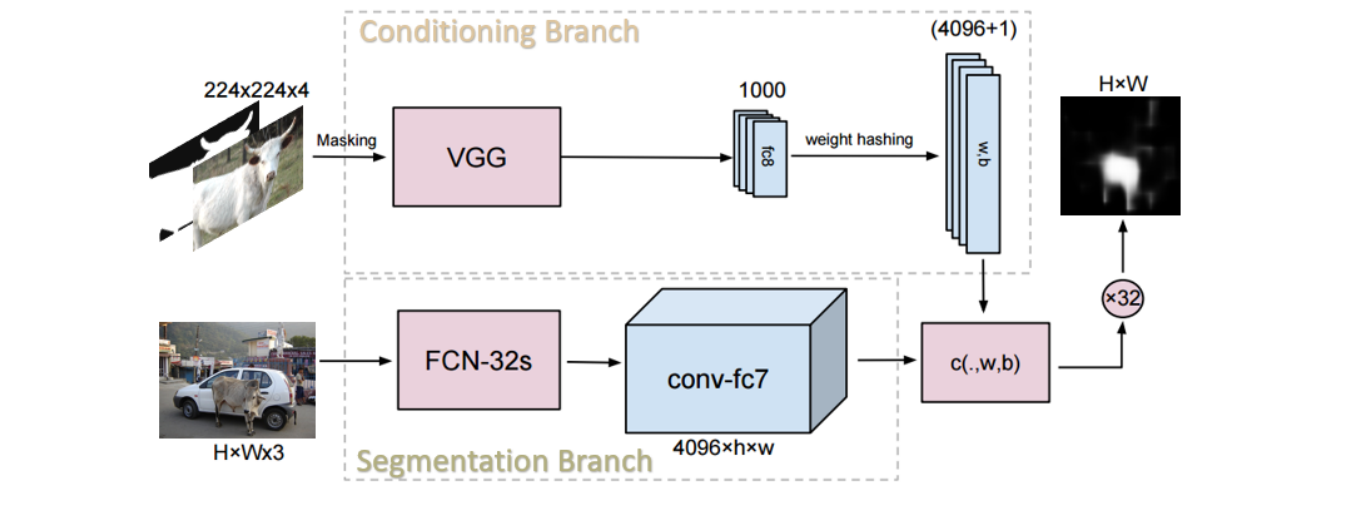 Conditioning Branch
(4096+1)
224x224x4
1000
H×W
Masking
VGG
fc8
weight hashing
w,b
×32
FCN-32s
conv-fc7
c(.,w,b)
H×Wx3
4096×h×w
Segmentation Branch